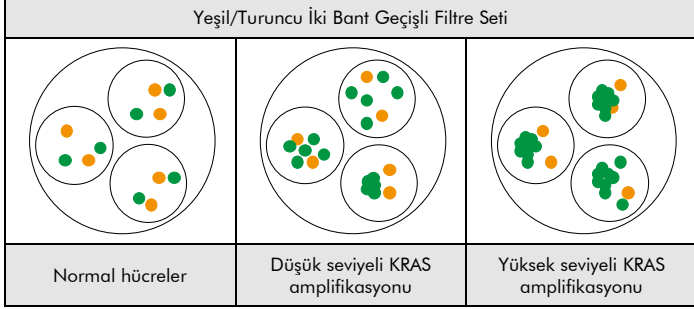 Yeşil/Turuncu İki Bant Geçişli Filtre Seti
Normal hücreler
Düşük seviyeli KRAS
amplifikasyonu
Yüksek seviyeli KRAS
amplifikasyonu